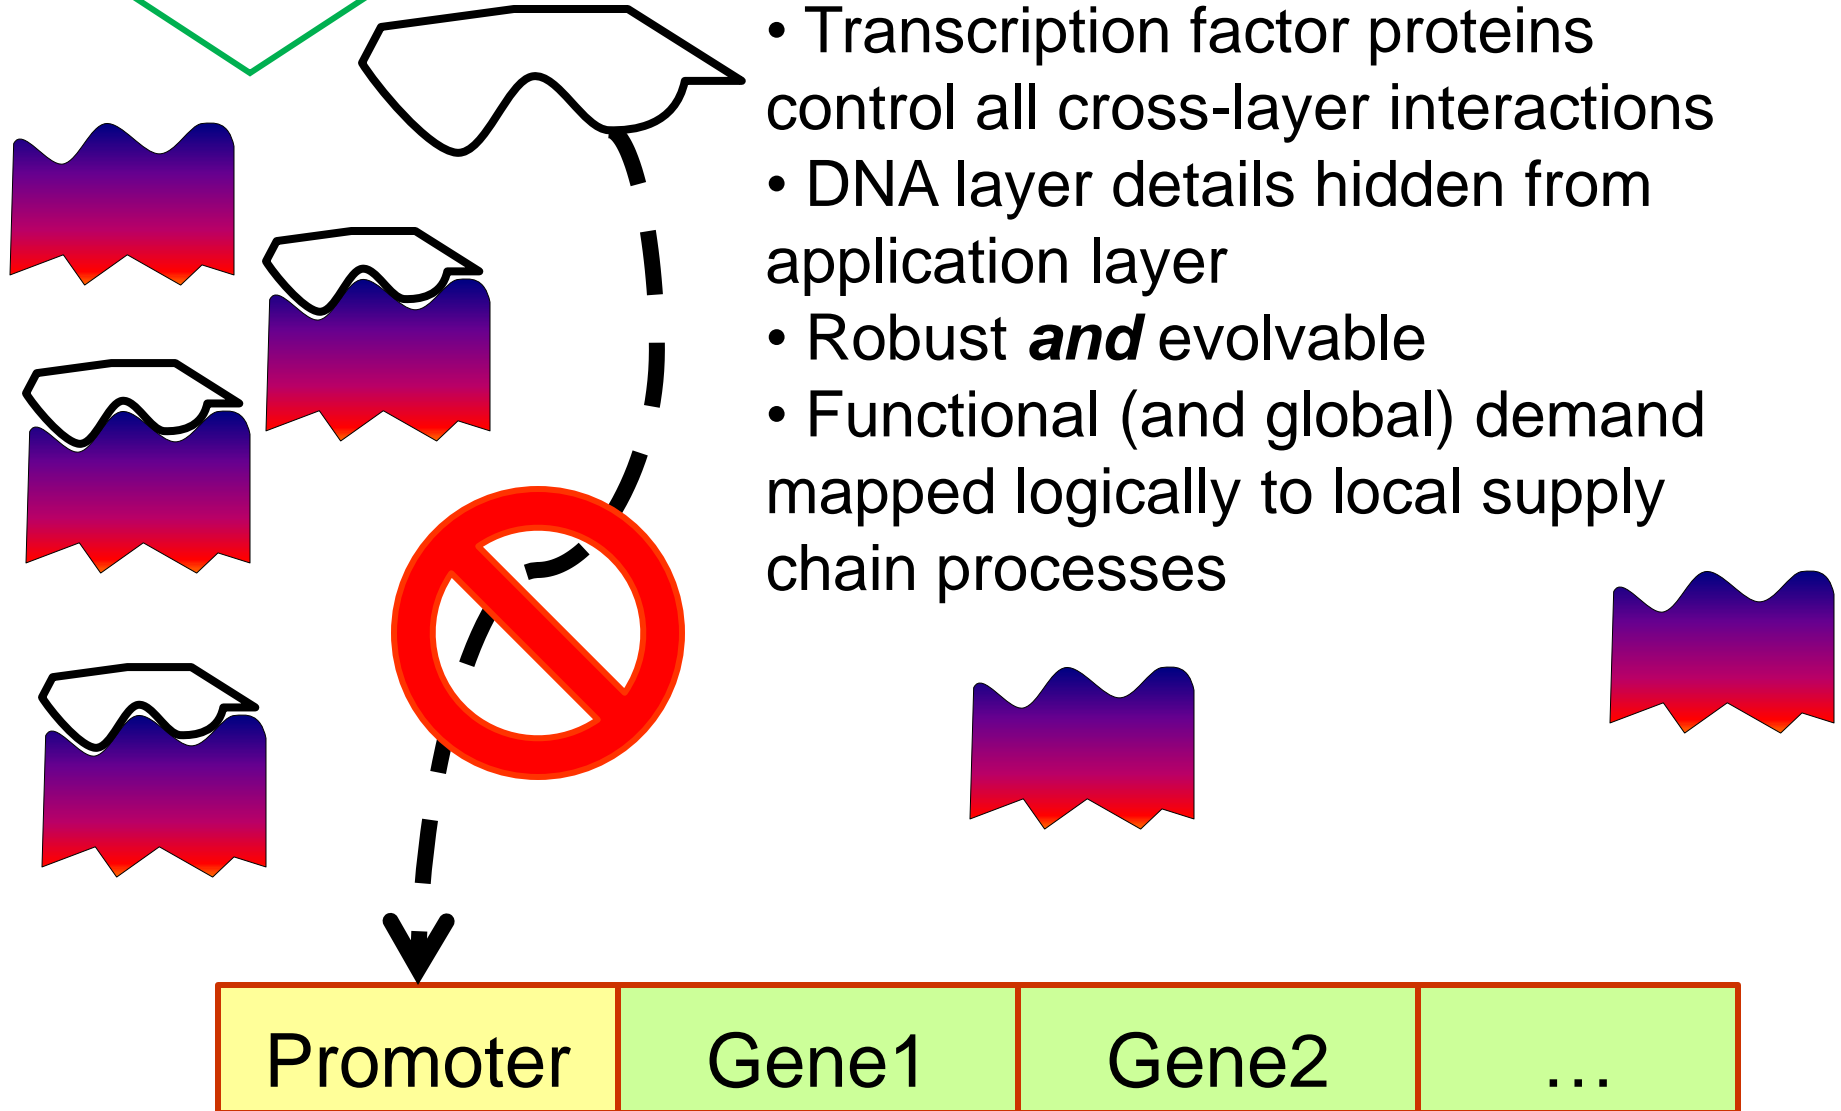 • Transcription factor proteins
control all cross-layer interactions
• DNA layer details hidden from
application layer
• Robust and evolvable
• Functional (and global) demand
mapped logically to local supply
chain processes
Promoter Gene1 Gene2 …